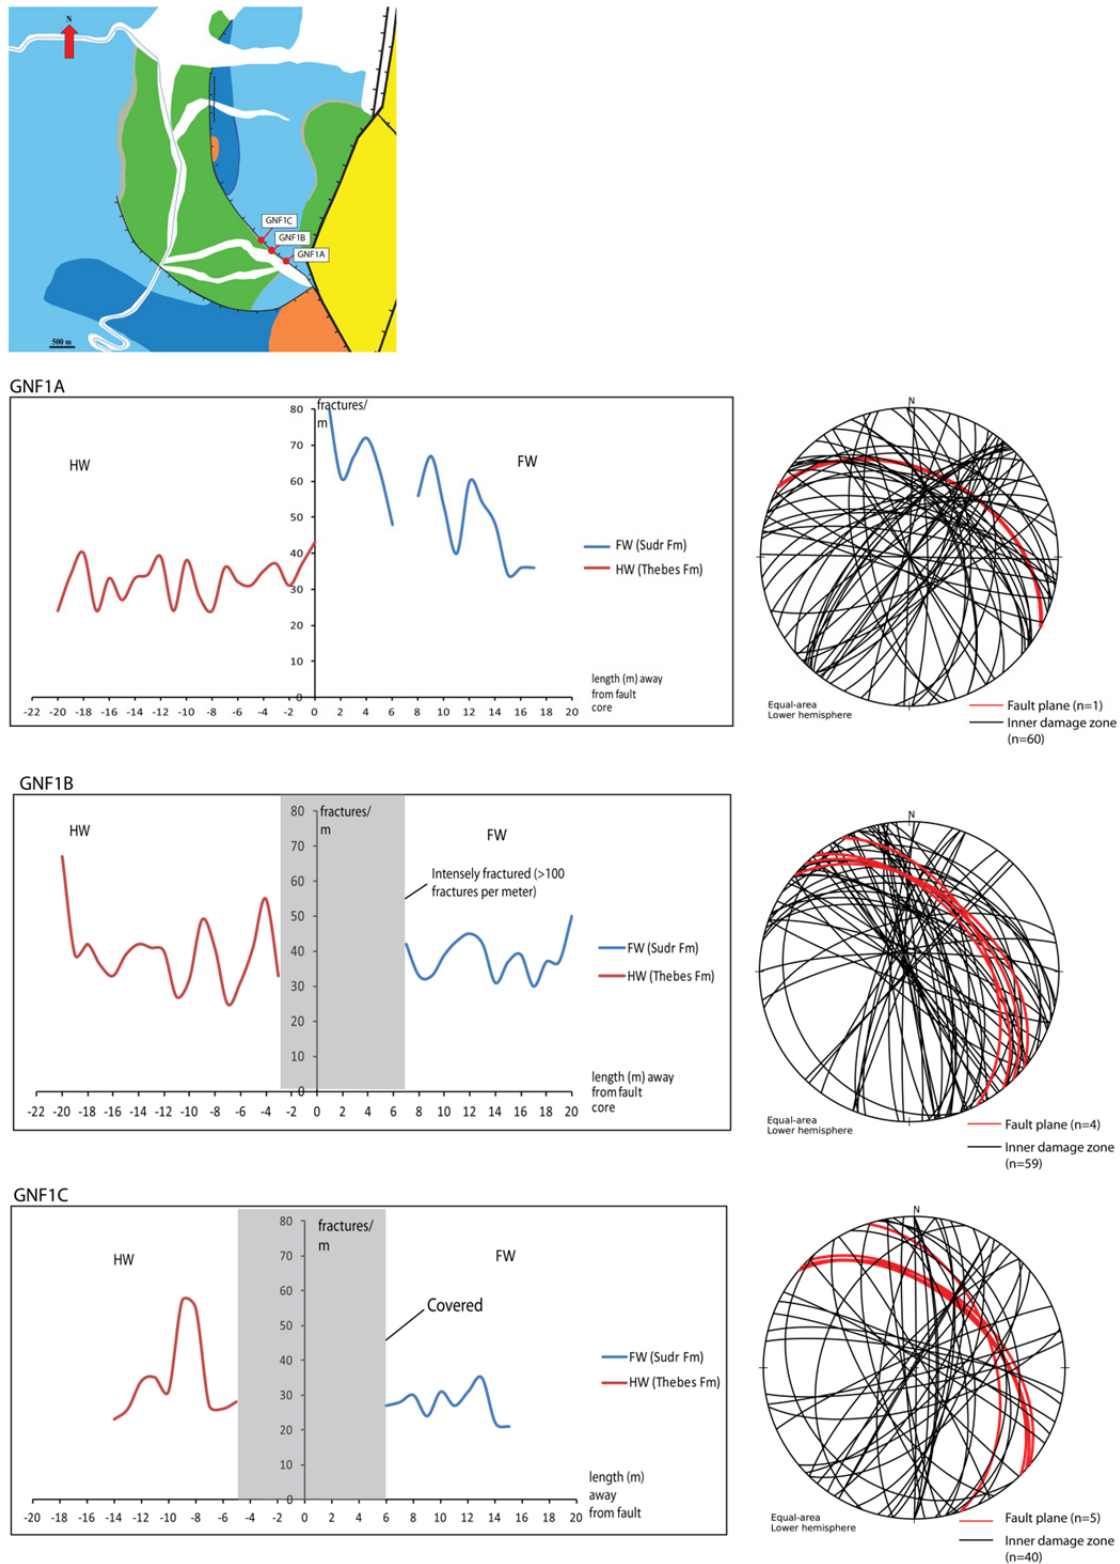 N
GNF1C
GNF1B
GNF1A
500 m
GNF1A
fractures/
m
HW
FW
80
70
60
50
40
30
20
10
0
FW (Sudr Fm)
HW (Thebes Fm)
length (m) away
from fault
core
-22 -20 -18 -16 -14 -12 -10 -8 -6 -4 -2 0 2 4 6 8 10 12 14 16 18 20
N
Equal-area
Lower hemisphere
Fault plane (n=1)
Inner damage zone
(n=60)
GNF1B
fractures/
m
HW
FW
80
70
60
50
40
30
20
10
0
Intensely fractured (>100
fractures per meter)
FW (Sudr Fm)
HW (Thebes Fm)
length (m) away
from fault
core
-22 -20 -18 -16 -14 -12 -10 -8 -6 -4 -2 0 2 4 6 8 10 12 14 16 18 20
N
Equal-area
Lower hemisphere
Fault plane (n=4)
Inner damage zone
(n=59)
GNF1C
fractures/
m
HW
FW
80
70
60
50
40
30
20
10
0
Covered
FW (Sudr Fm)
HW (Thebes Fm)
length (m)
away
from fault
-20 -18 -16 -14 -12 -10 -8 -6 -4 -2 0 2 4 6 8 10 12 14 16 18 20
N
Equal-area
Lower hemisphere
Fault plane (n=5)
Inner damage zone
(n=40)